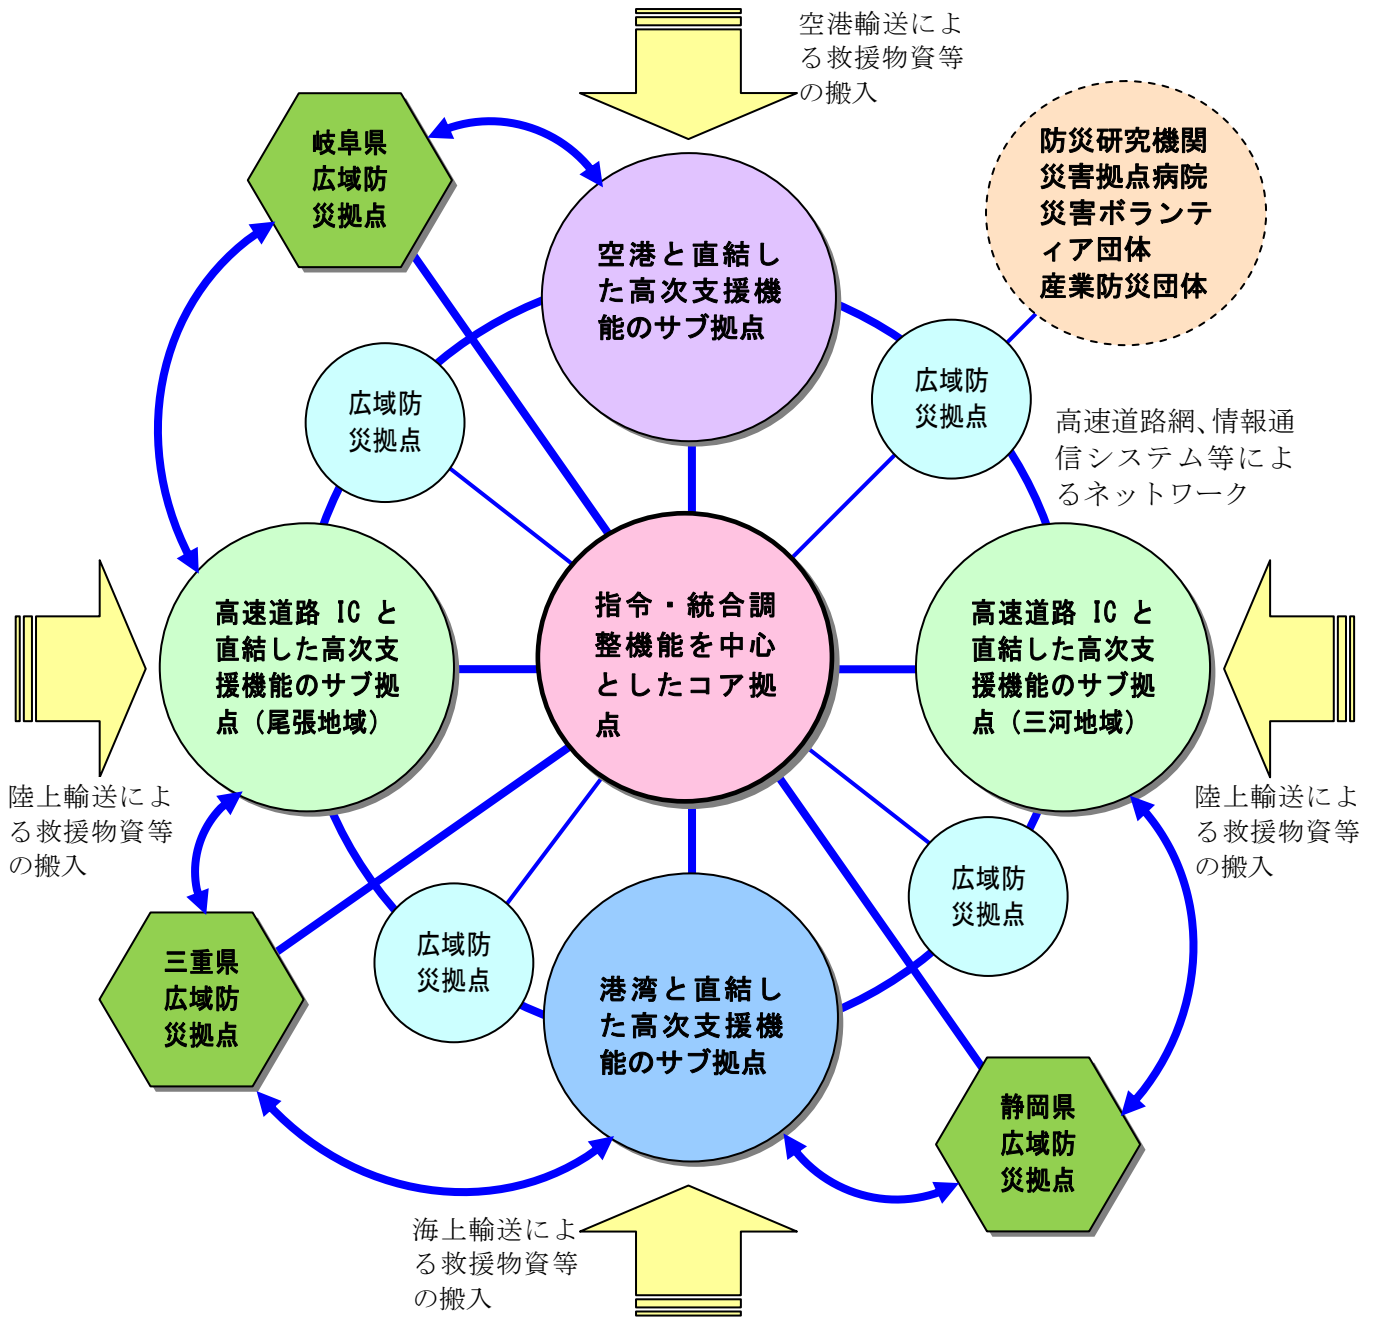 空港輸送によ
る救援物資等
の搬入
岐阜県
広域防
災拠点
防災研究機関
災害拠点病院
災害ボランテ
ィア団体
産業防災団体
空港と直結し
た高次支援機
能のサブ拠点
広域防
災拠点
広域防
災拠点
高速道路網、情報通
信システム等によ
るネットワーク
高速道路 IC と
直結した高次支
援機能のサブ拠
点（尾張地域）
指令・統合調
整機能を中心
としたコア拠
点
高速道路 IC と
直結した高次支
援機能のサブ拠
点（三河地域）
陸上輸送によ
る救援物資等
の搬入
陸上輸送によ
る救援物資等
の搬入
広域防
災拠点
広域防
災拠点
三重県
広域防
災拠点
港湾と直結し
た高次支援機
能のサブ拠点
静岡県
広域防
災拠点
海上輸送によ
る救援物資等
の搬入